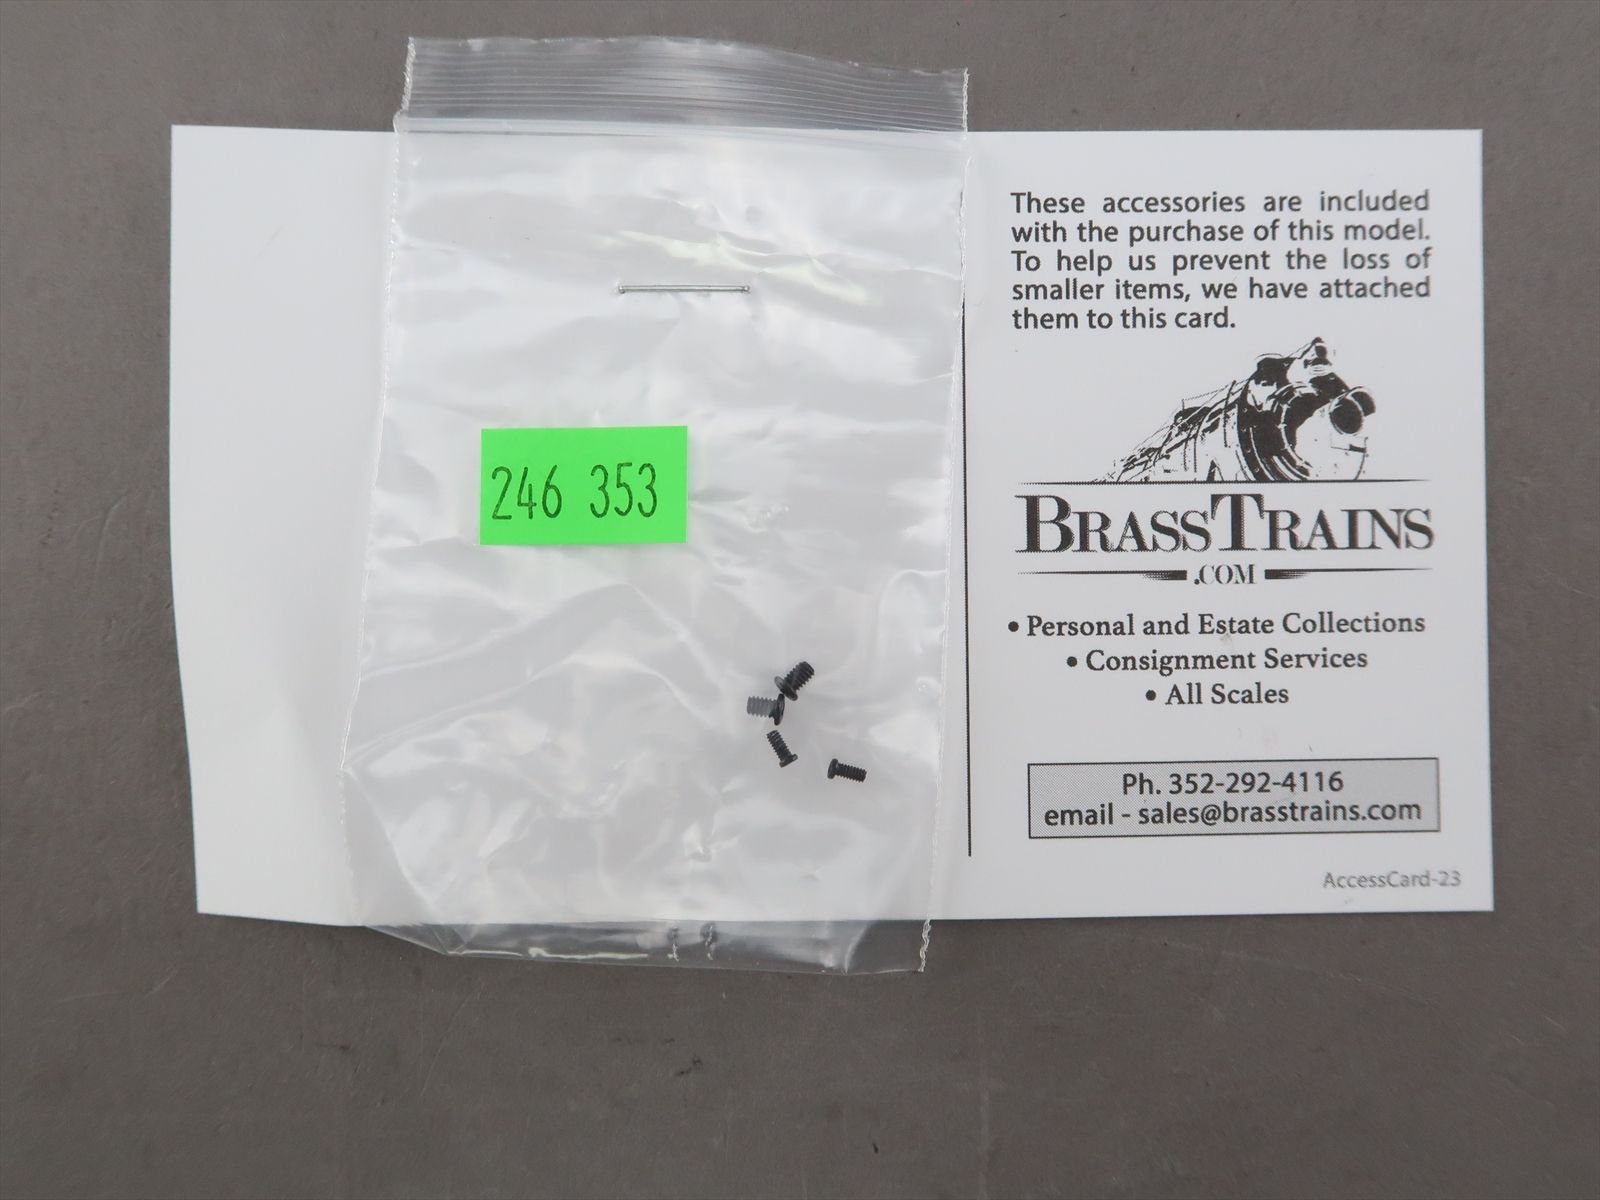 246 353
These accessories are included
with the purchase of this model.
To help us prevent the loss of
smaller items, we have attached
them to this card.
BRASSTRAINS
.COM
• Personal and Estate Collections
• Consignment Services
• All Scales
Ph. 352-292-4116
email - sales@brasstrains.com
AccessCard-23